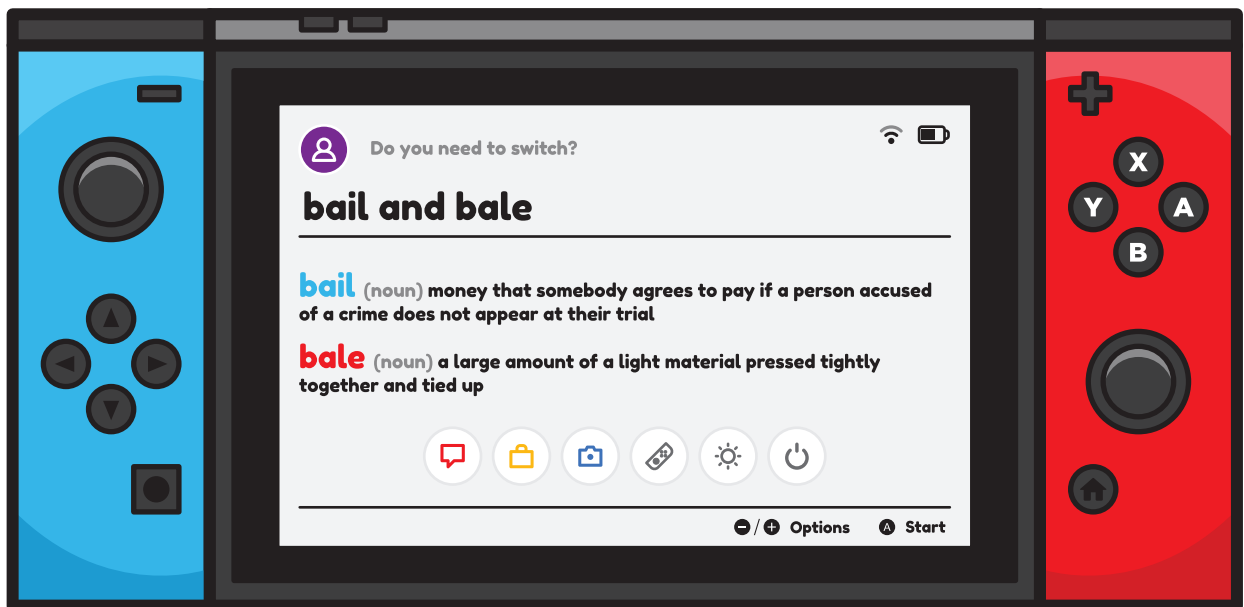 Do you need to switch?
bail and bale
bail (noun) money that somebody agrees to pay if a person accused
of a crime does not appear at their trial
bale (noun) a large amount of a light material pressed tightly
together and tied up
−/+ Options A Start
X
Y A
B